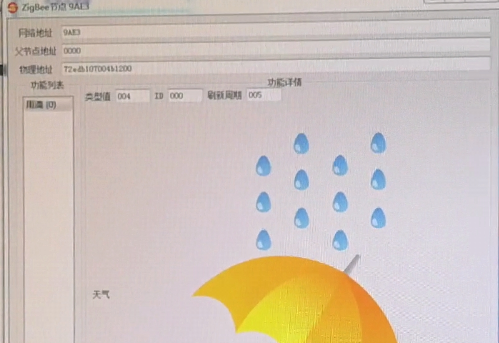 ZigBee节点 9AE3
网络地址 9AE3
父节点地址 0000
物理地址
功能列表
功能详情
雨滴 (0)
类型值 004 ID 000 刷新周期 005
天气